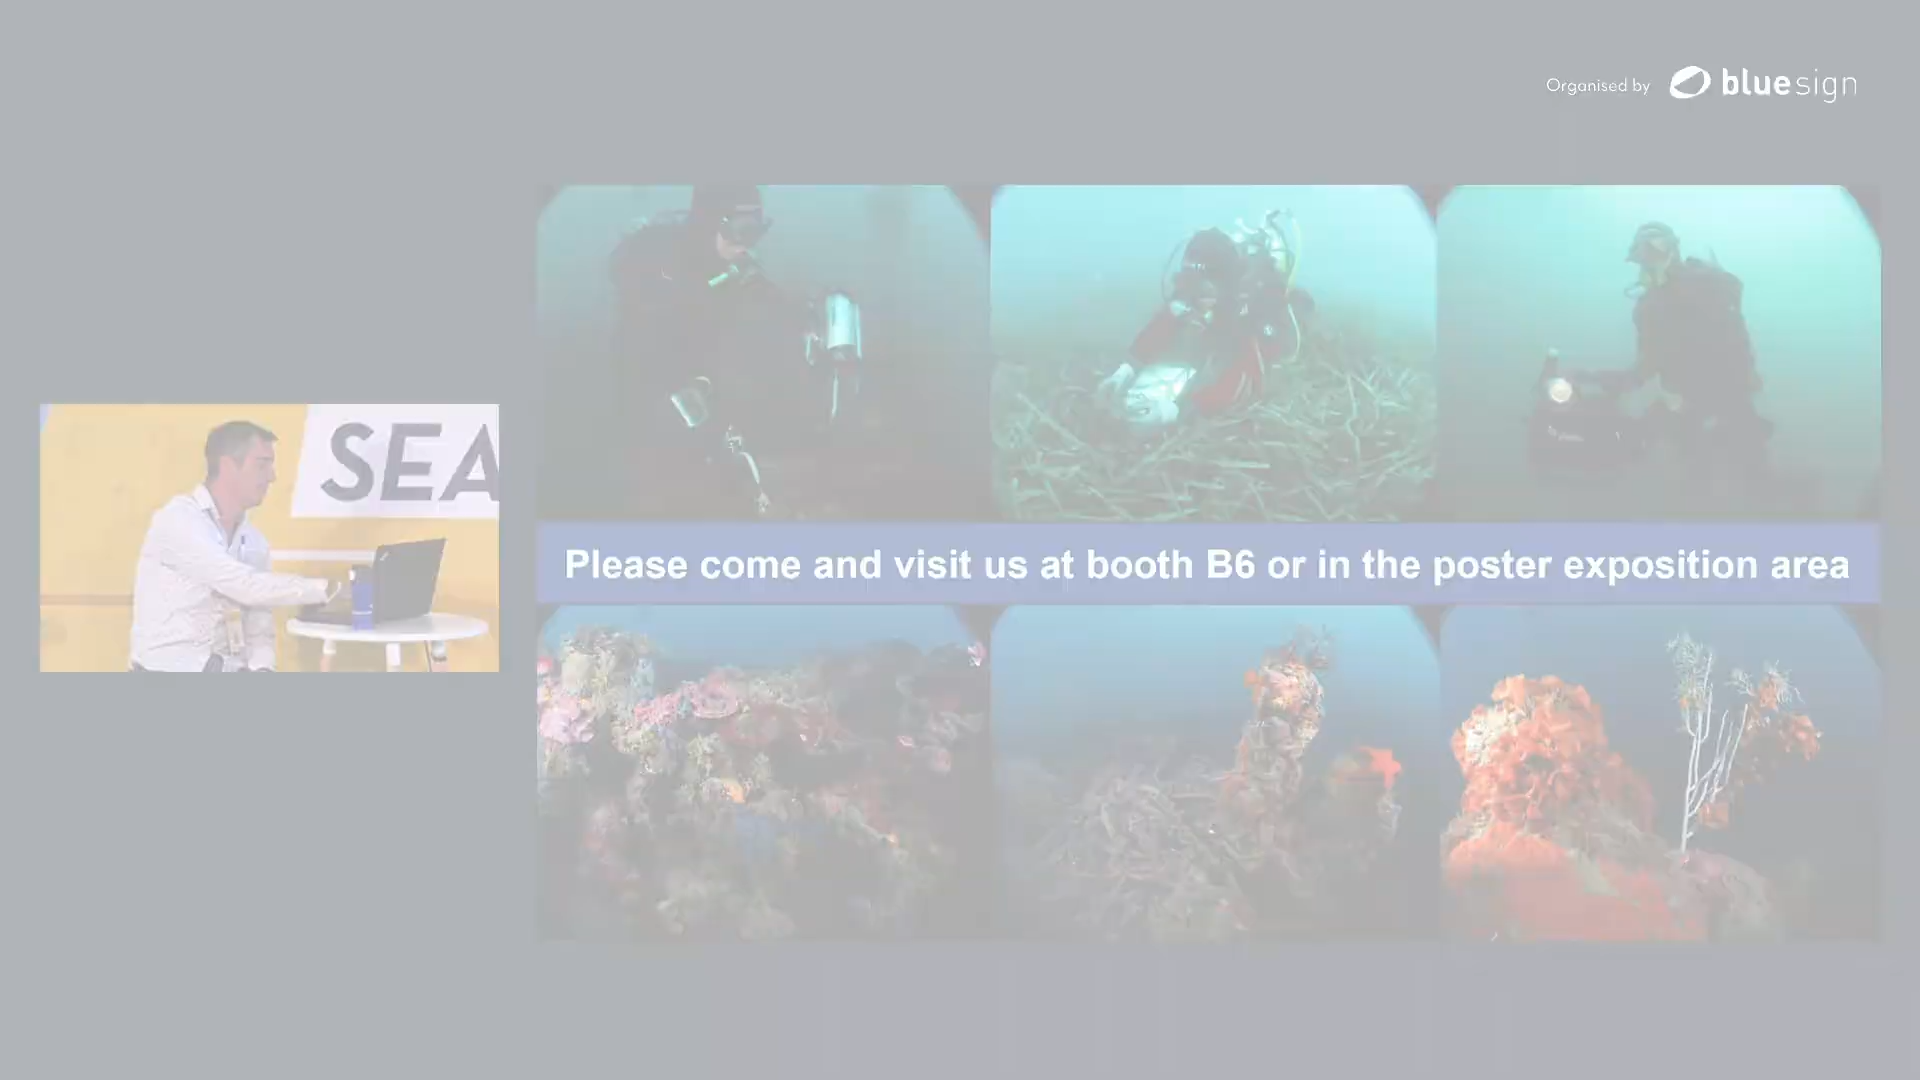 Organised by bluesign
SEA
Please come and visit us at booth B6 or in the poster exposition area